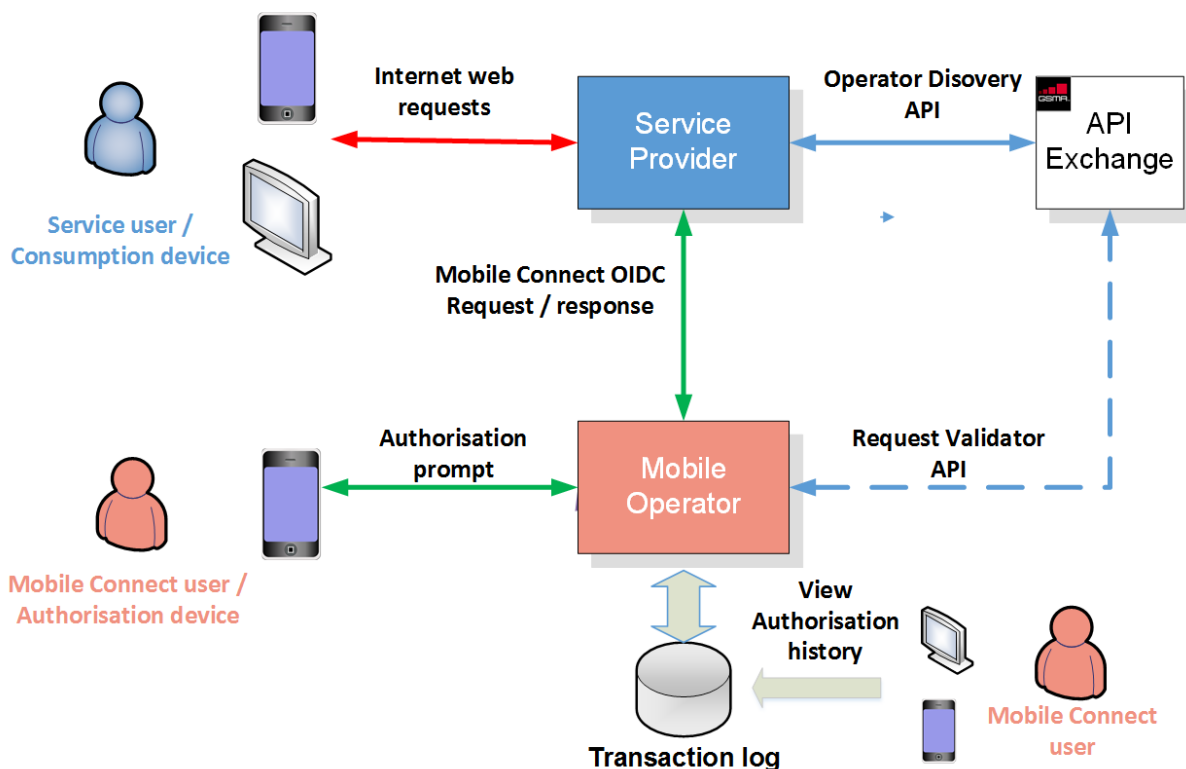 Internet web
requests
Service
Provider
Operator Disovery
API
GSMA
API
Exchange
Service user /
Consumption device
Mobile Connect OIDC
Request / response
Authorisation
prompt
Mobile
Operator
Request Validator
API
Mobile Connect user /
Authorisation device
View
Authorisation
history
Transaction log
Mobile Connect
user